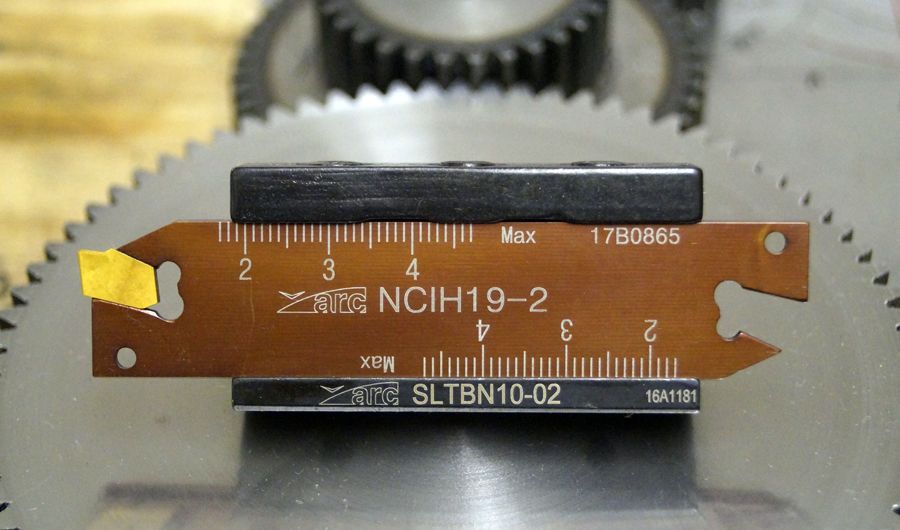 Max 17B0865
2 3 4
arc NCIH19-2
4 3 2
Max
arc SLTBN10-02 16A1181